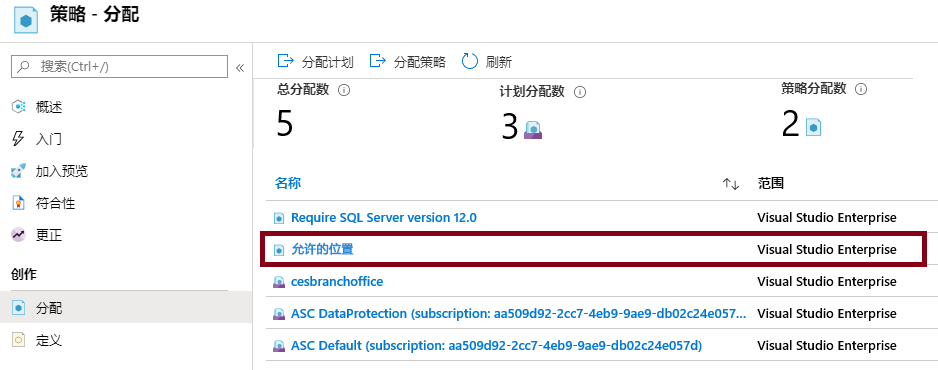 策略 - 分配
搜索(Ctrl+/)
«
概述
入门
加入预览
符合性
更正
创作
分配
定义
分配计划 分配策略 刷新
总分配数 计划分配数 策略分配数
5 3 2
名称 范围
Require SQL Server version 12.0 Visual Studio Enterprise
允许的位置 Visual Studio Enterprise
cesbranchoffice Visual Studio Enterprise
ASC DataProtection (subscription: aa509d92-2cc7-4eb9-9ae9-db02c24e057... Visual Studio Enterprise
ASC Default (subscription: aa509d92-2cc7-4eb9-9ae9-db02c24e057d) Visual Studio Enterprise